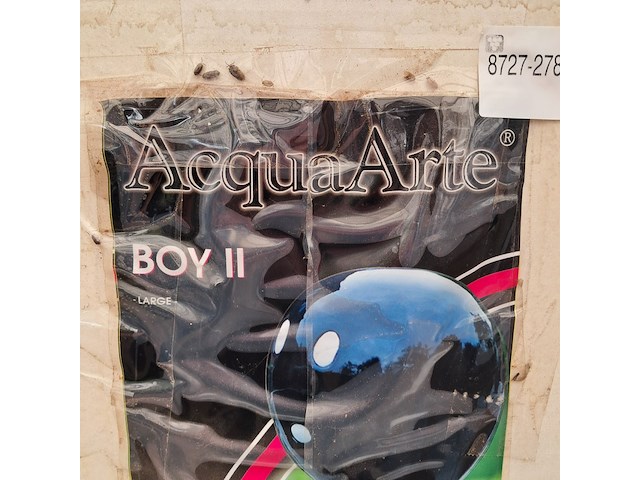 8727-278
AcquaArte®
BOY II
- LARGE -